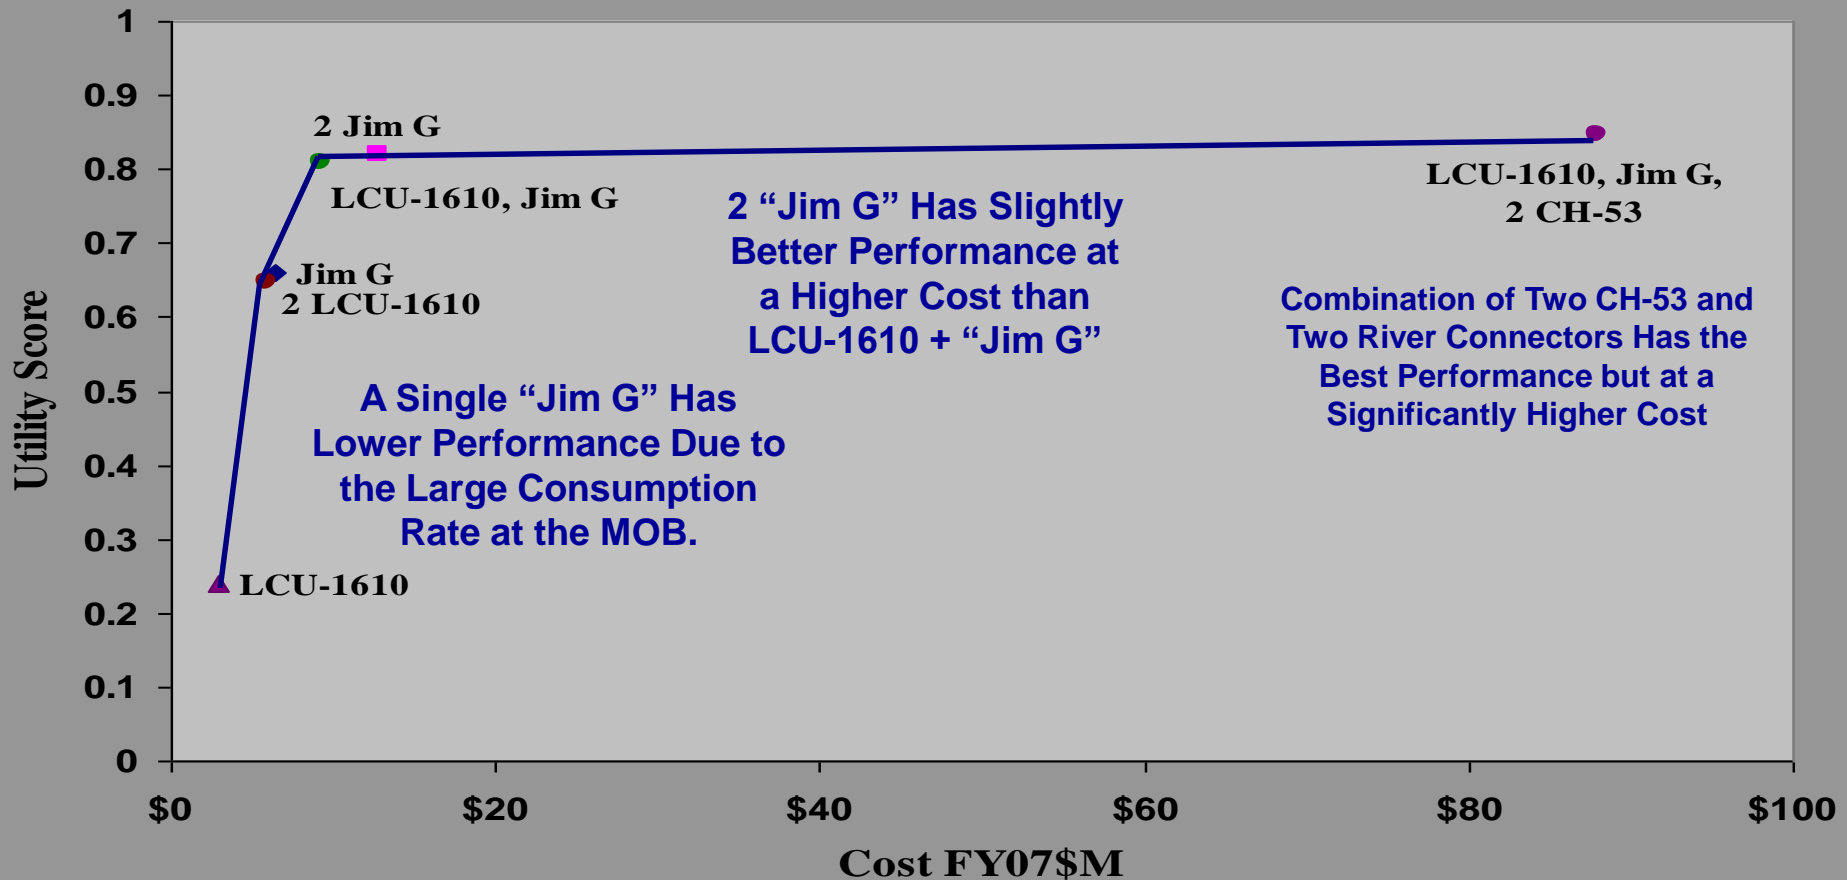 1
0.9
0.8
0.7
0.6
0.5
0.4
0.3
0.2
0.1
0
Utility Score
2 Jim G
LCU-1610, Jim G
Jim G
2 LCU-1610
LCU-1610
A Single “Jim G” Has
Lower Performance Due to
the Large Consumption
Rate at the MOB.
2 “Jim G” Has Slightly
Better Performance at
a Higher Cost than
LCU-1610 + “Jim G”
LCU-1610, Jim G,
2 CH-53
Combination of Two CH-53 and
Two River Connectors Has the
Best Performance but at a
Significantly Higher Cost
$0
$20
$40
$60
$80
$100
Cost FY07$M